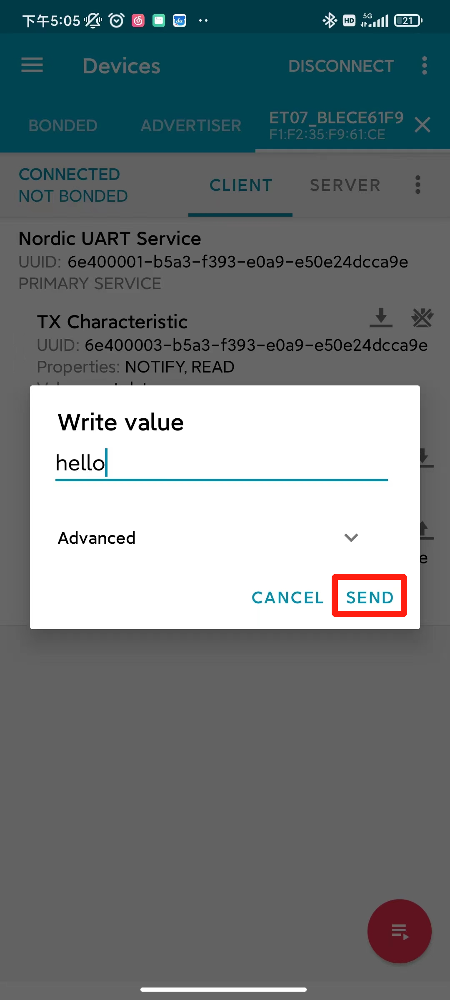 下午5:05 du HD 5G 21
Devices DISCONNECT
BONDED ADVERTISER ET07_BLECE61F9
F1:F2:35:F9:61:CE
CONNECTED
NOT BONDED
CLIENT SERVER
Nordic UART Service
UUID: 6e400001-b5a3-f393-e0a9-e50e24dcca9e
PRIMARY SERVICE
TX Characteristic
UUID: 6e400003-b5a3-f393-e0a9-e50e24dcca9e
Properties: NOTIFY, READ
Write value
hello
Advanced
e
CANCEL SEND